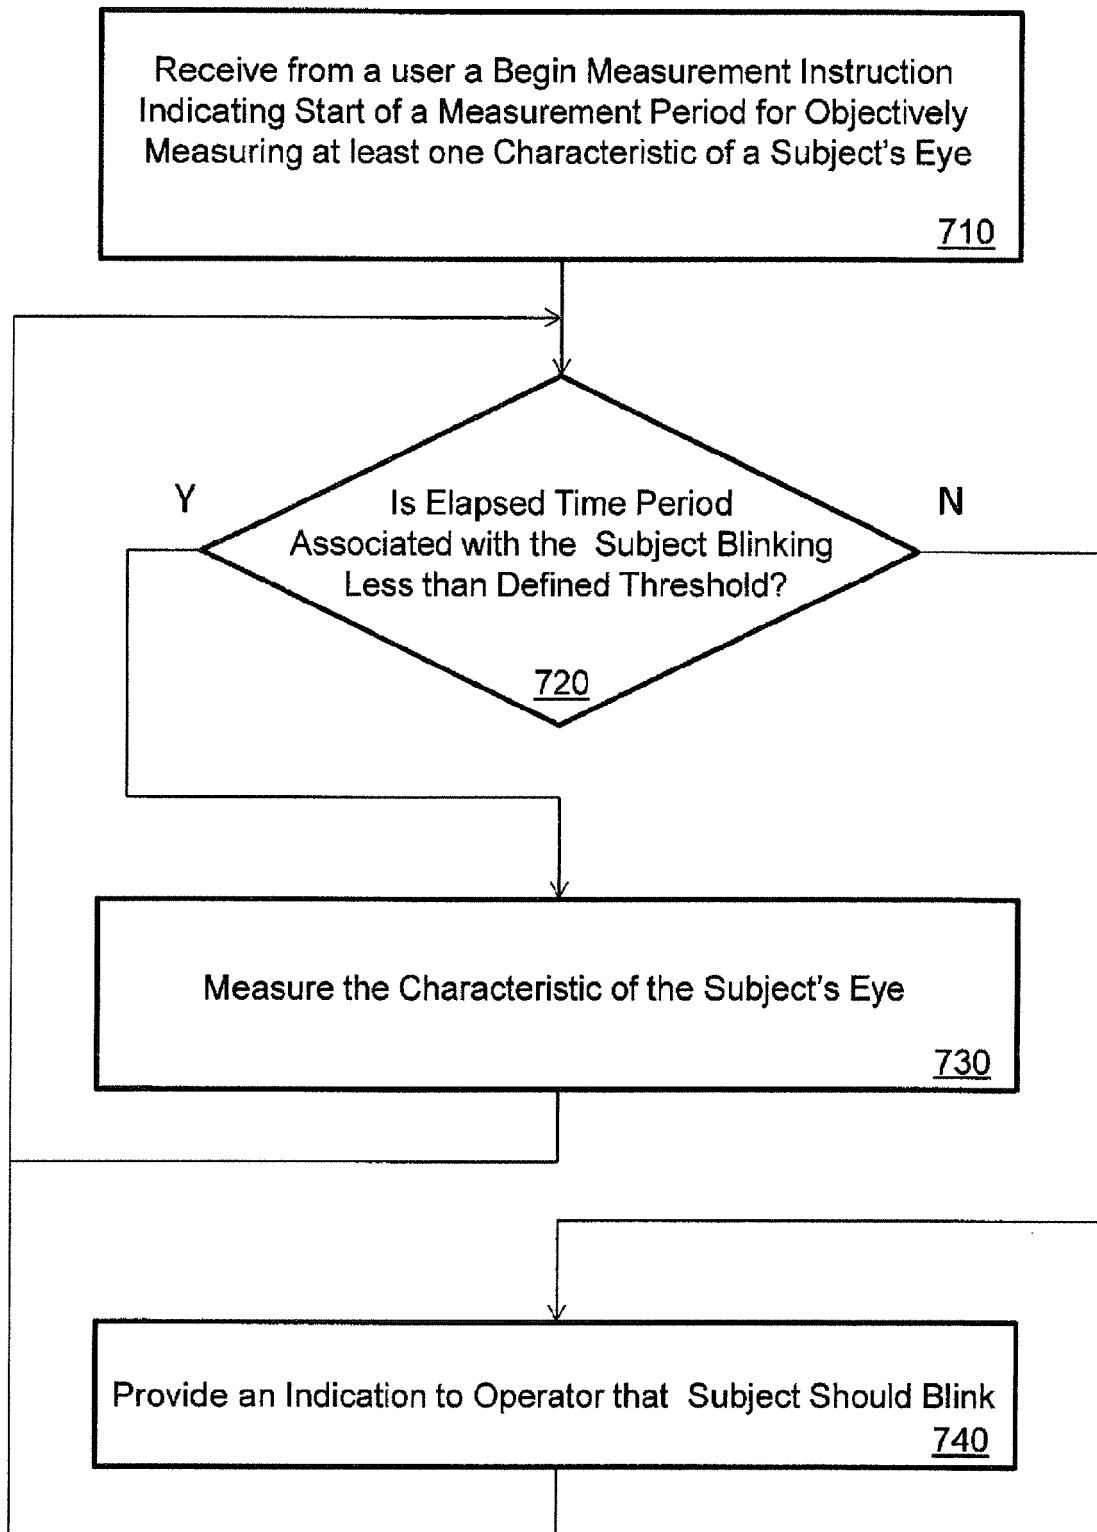 Receive from a user a Begin Measurement Instruction
Indicating Start of a Measurement Period for Objectively
Measuring at least one Characteristic of a Subject's Eye
710
Y
N
Is Elapsed Time Period
Associated with the Subject Blinking
Less than Defined Threshold?
720
Measure the Characteristic of the Subject's Eye
730
Provide an Indication to Operator that Subject Should Blink
740